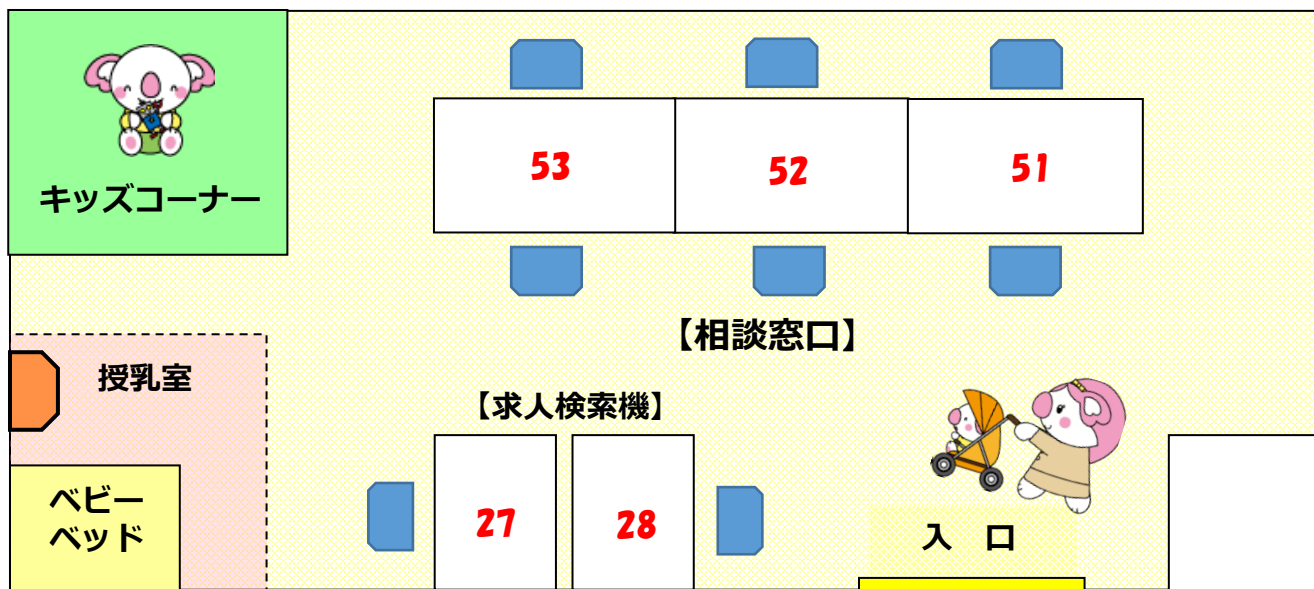 53
52
51
キッズコーナー
【相談窓口】
授乳室
【求人検索機】
ベビー
ベッド
27
28
入 口